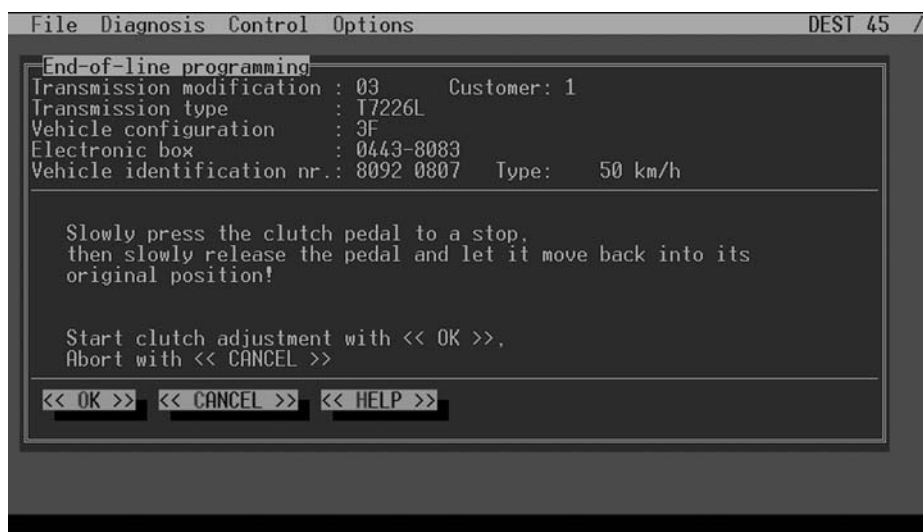 File Diagnosis Control Options DEST 45 /
End-of-line programming
Transmission modification : 03 Customer: 1
Transmission type : T7226L
Vehicle configuration : 3F
Electronic box : 0443-8083
Vehicle identification nr.: 8092 0807 Type: 50 km/h
Slowly press the clutch pedal to a stop,
then slowly release the pedal and let it move back into its
original position!
Start clutch adjustment with << OK >>,
Abort with << CANCEL >>
<< OK >> << CANCEL >> << HELP >>